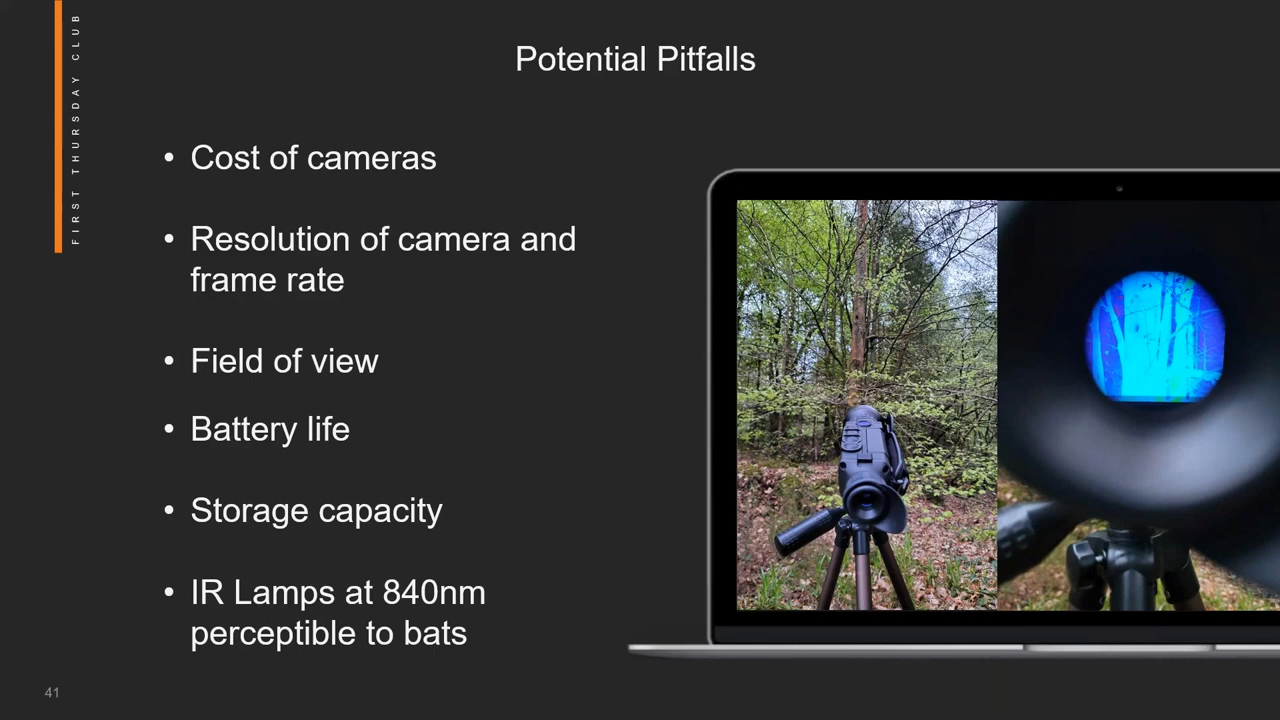 FIRST THURSDAY CLUB
Potential Pitfalls
• Cost of cameras
• Resolution of camera and
frame rate
• Field of view
• Battery life
• Storage capacity
• IR Lamps at 840nm
perceptible to bats
41